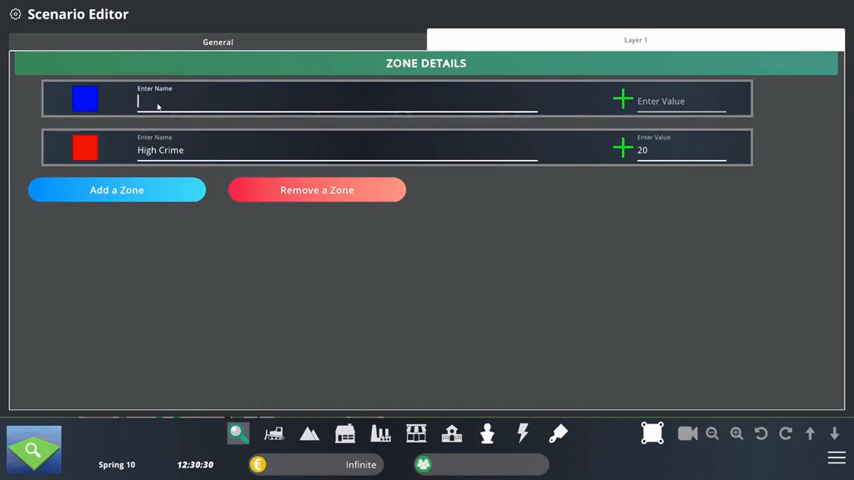 Scenario Editor
General
Layer 1
ZONE DETAILS
Enter Name
Enter Value
Enter Name
High Crime
Enter Value
20
Add a Zone
Remove a Zone
Spring 10
12:30:30
€
Infinite